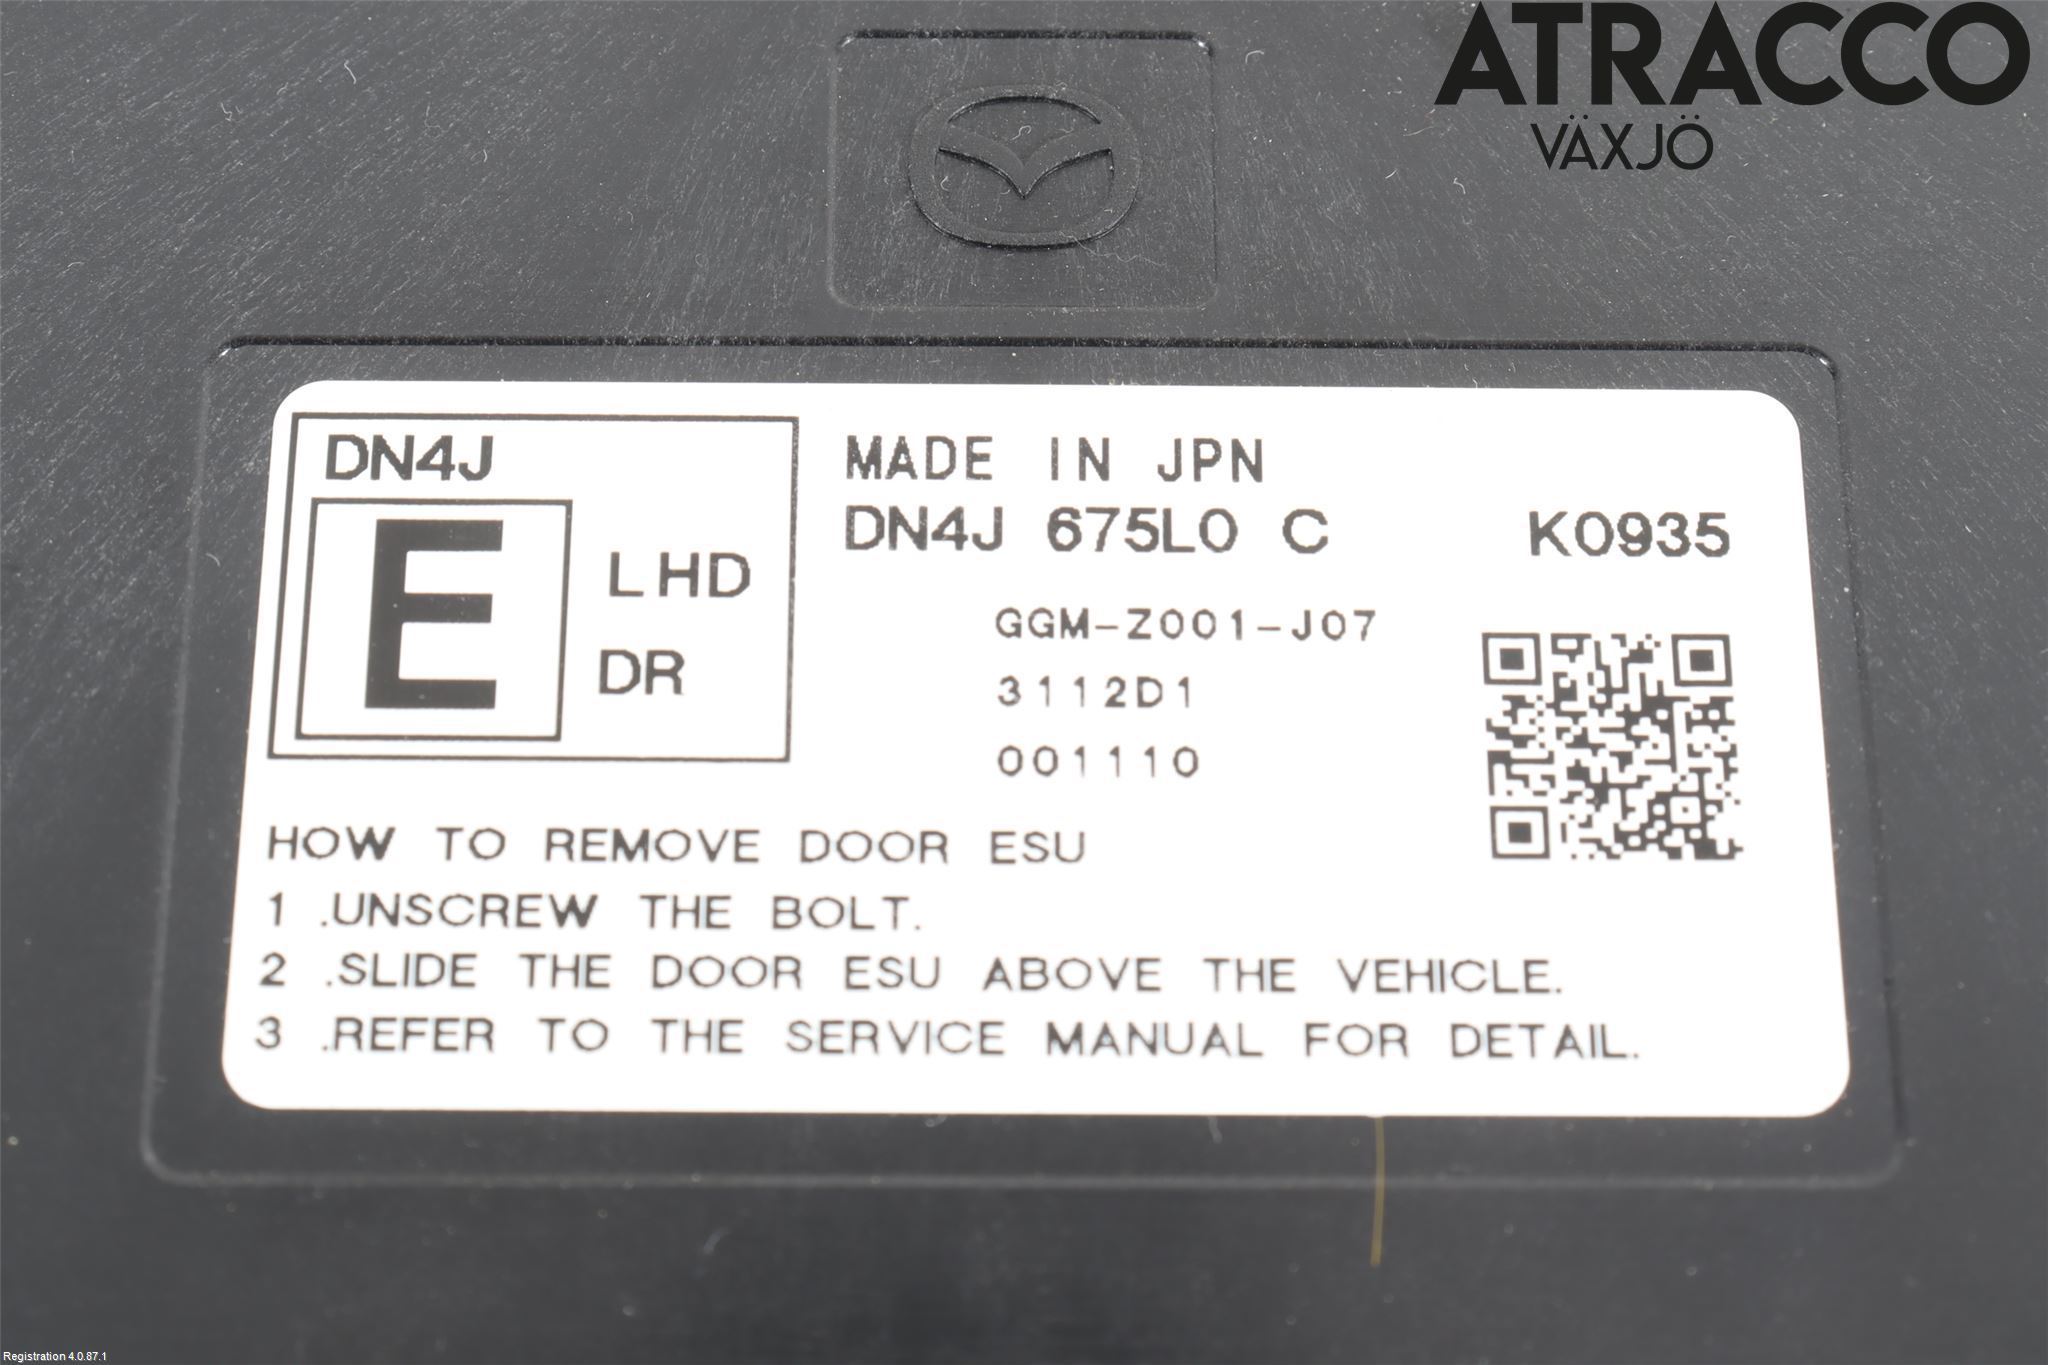 ATRACCO
VÄXJÖ
DN4J
E
LHD
DR
MADE IN JPN
DN4J 675L0 C
K0935
GGM-Z001-J07
3112D1
001110
HOW TO REMOVE DOOR ESU
1 .UNSCREW THE BOLT.
2 .SLIDE THE DOOR ESU ABOVE THE VEHICLE.
3 .REFER TO THE SERVICE MANUAL FOR DETAIL.
Registration 4.0.87.1